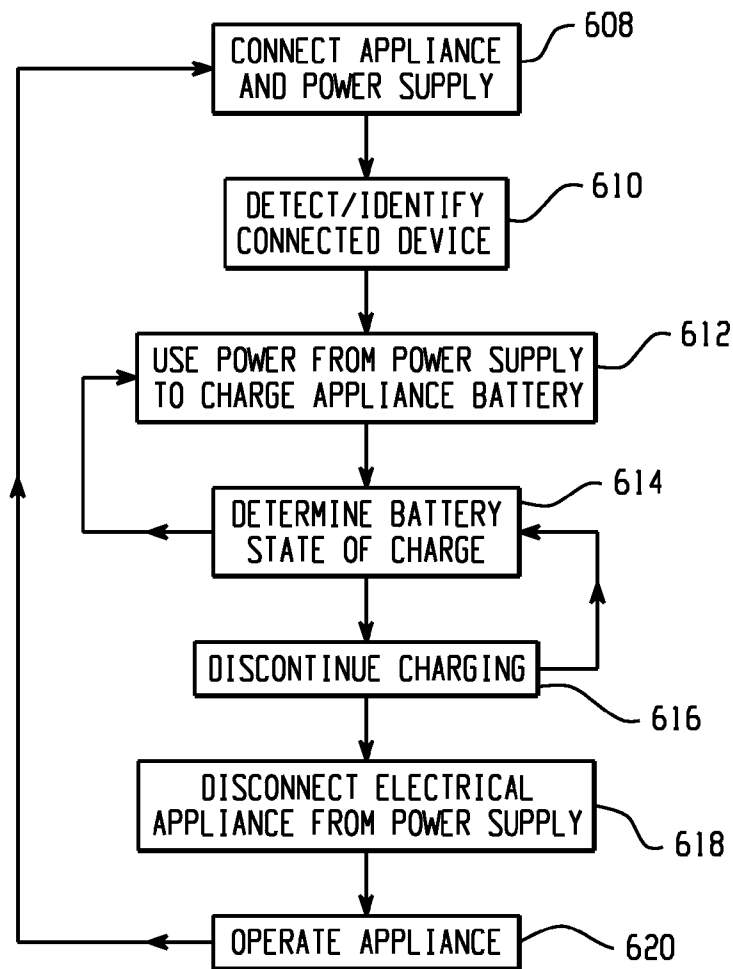 CONNECT APPLIANCE
AND POWER SUPPLY
608
DETECT/IDENTIFY
CONNECTED DEVICE
610
USE POWER FROM POWER SUPPLY
TO CHARGE APPLIANCE BATTERY
612
DETERMINE BATTERY
STATE OF CHARGE
614
DISCONTINUE CHARGING
616
DISCONNECT ELECTRICAL
APPLIANCE FROM POWER SUPPLY
618
OPERATE APPLIANCE
620